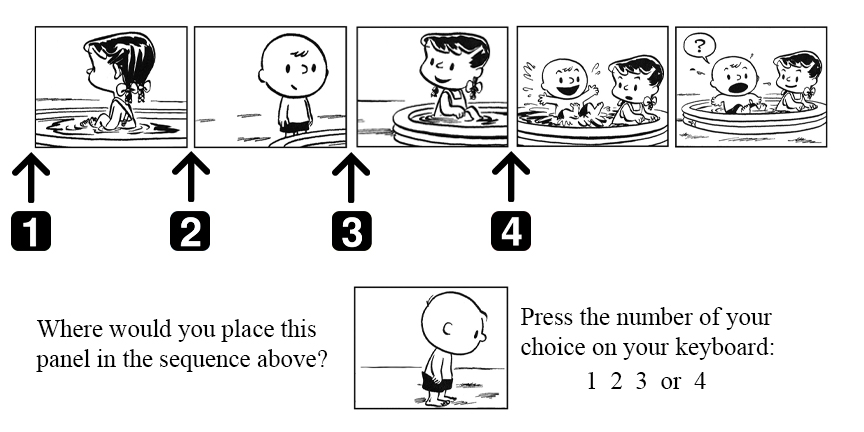 ?
1 2 3 4
Where would you place this
panel in the sequence above?
Press the number of your
choice on your keyboard:
1 2 3 or 4